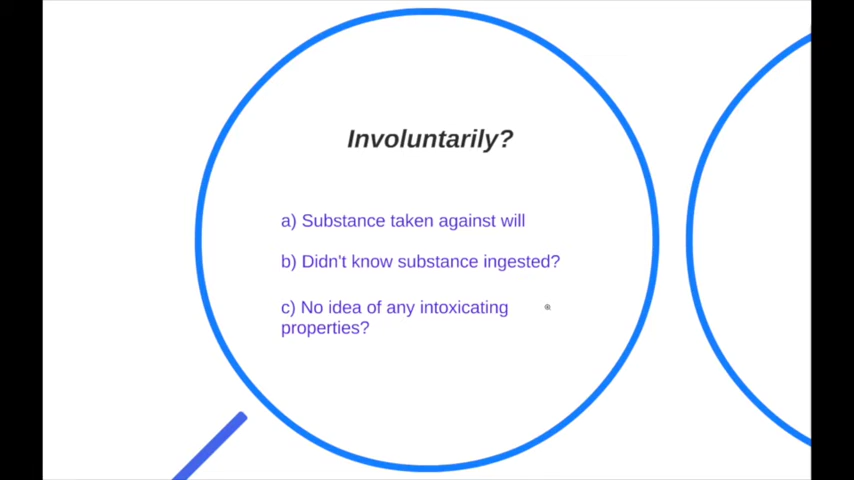 Involuntarily?
a) Substance taken against will
b) Didn't know substance ingested?
c) No idea of any intoxicating
properties?